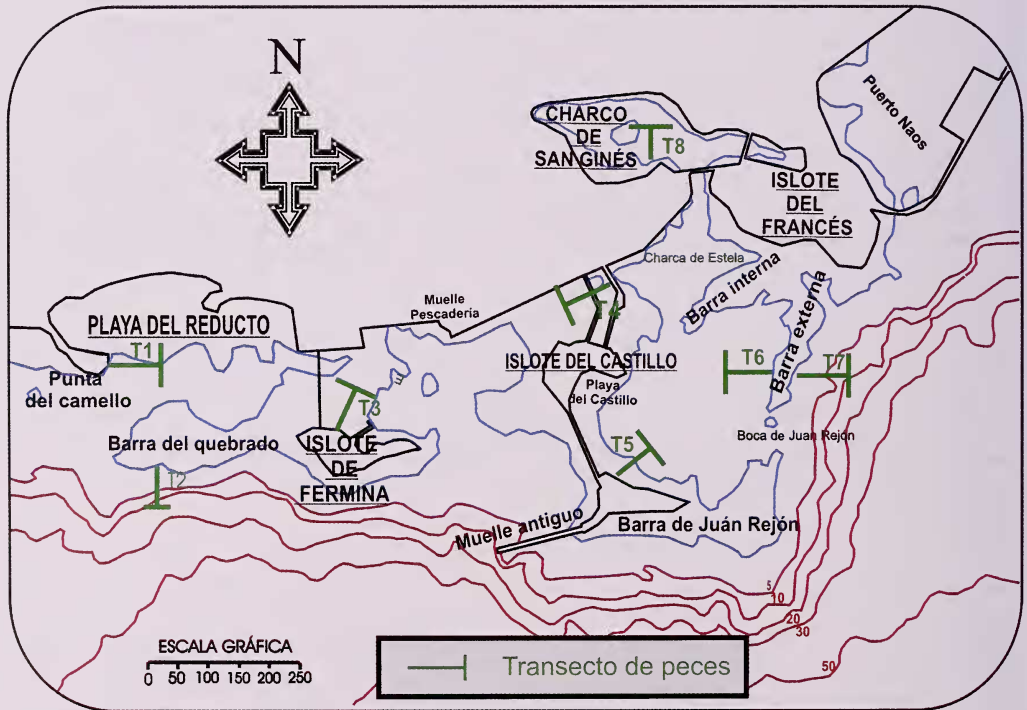 N
CHARCO
DE
SAN GINÉS
T8
Puerto Naos
ISLOTE
DEL
FRANCÉS
Charca de Estela
Barra interna
Barra externa
Muelle
Pescadería
PLAYA DEL REDUCTO
T1
Punta
del camello
T4
ISLOTE DEL CASTILLO
Playa
del Castillo
T6
T7
T3
Barra del quebrado
ISLOTE
DE
FERMINA
T2
T5
Boca de Juan Rejón
Muelle antiguo
Barra de Juán Rejón
5
10
20
30
50
ESCALA GRÁFICA
0 50 100 150 200 250
Transecto de peces